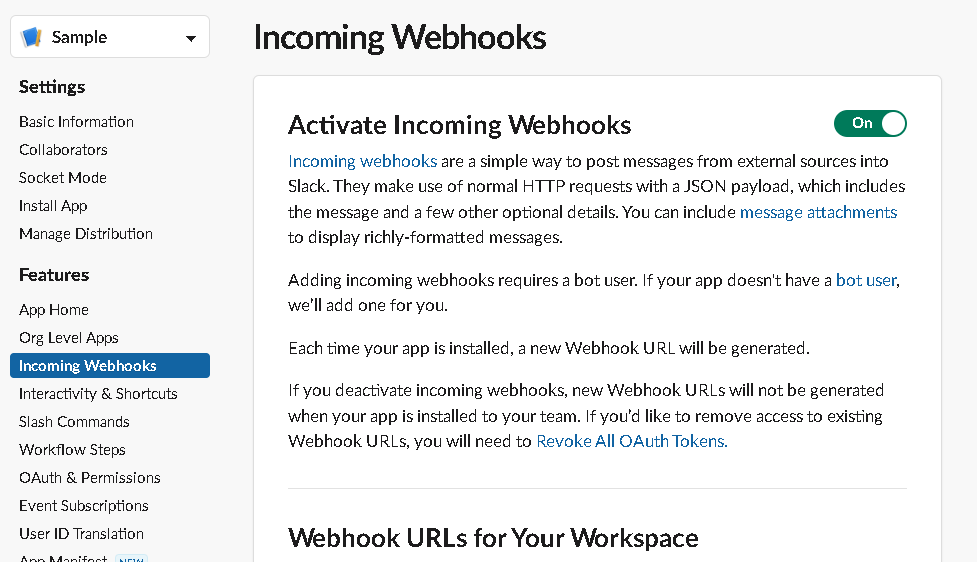 Sample
Settings
Basic Information
Collaborators
Socket Mode
Install App
Manage Distribution
Features
App Home
Org Level Apps
Incoming Webhooks
Interactivity & Shortcuts
Slash Commands
Workflow Steps
OAuth & Permissions
Event Subscriptions
User ID Translation
App Manifest NEW
Incoming Webhooks
Activate Incoming Webhooks
On
Incoming webhooks are a simple way to post messages from external sources into
Slack. They make use of normal HTTP requests with a JSON payload, which includes
the message and a few other optional details. You can include message attachments
to display richly-formatted messages.
Adding incoming webhooks requires a bot user. If your app doesn't have a bot user,
we'll add one for you.
Each time your app is installed, a new Webhook URL will be generated.
If you deactivate incoming webhooks, new Webhook URLs will not be generated
when your app is installed to your team. If you'd like to remove access to existing
Webhook URLs, you will need to Revoke All OAuth Tokens.
Webhook URLs for Your Workspace